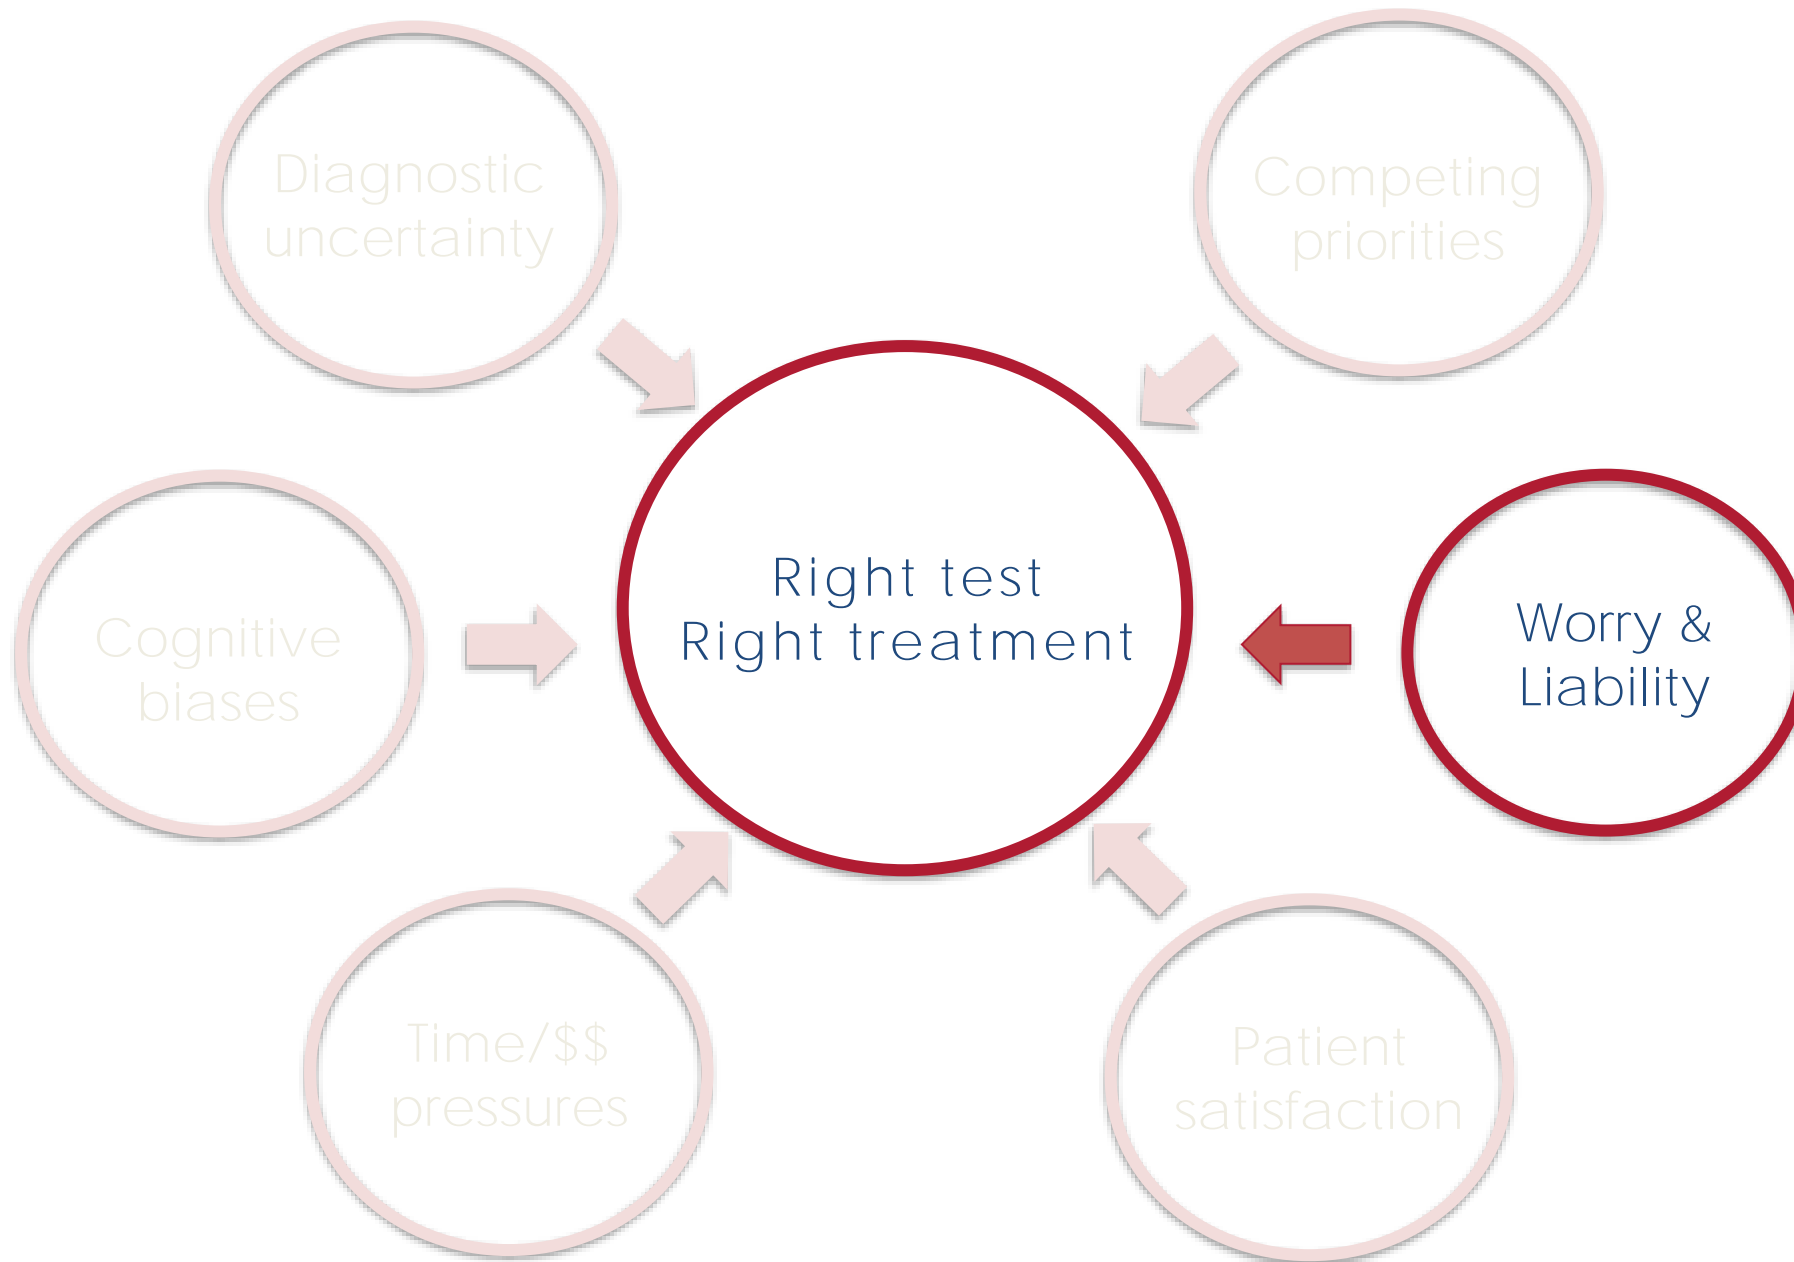 Diagnostic
uncertainty
Competing
priorities
Right test
Right treatment
Cognitive
biases
Worry &
Liability
Time/$$
pressures
Patient
satisfaction